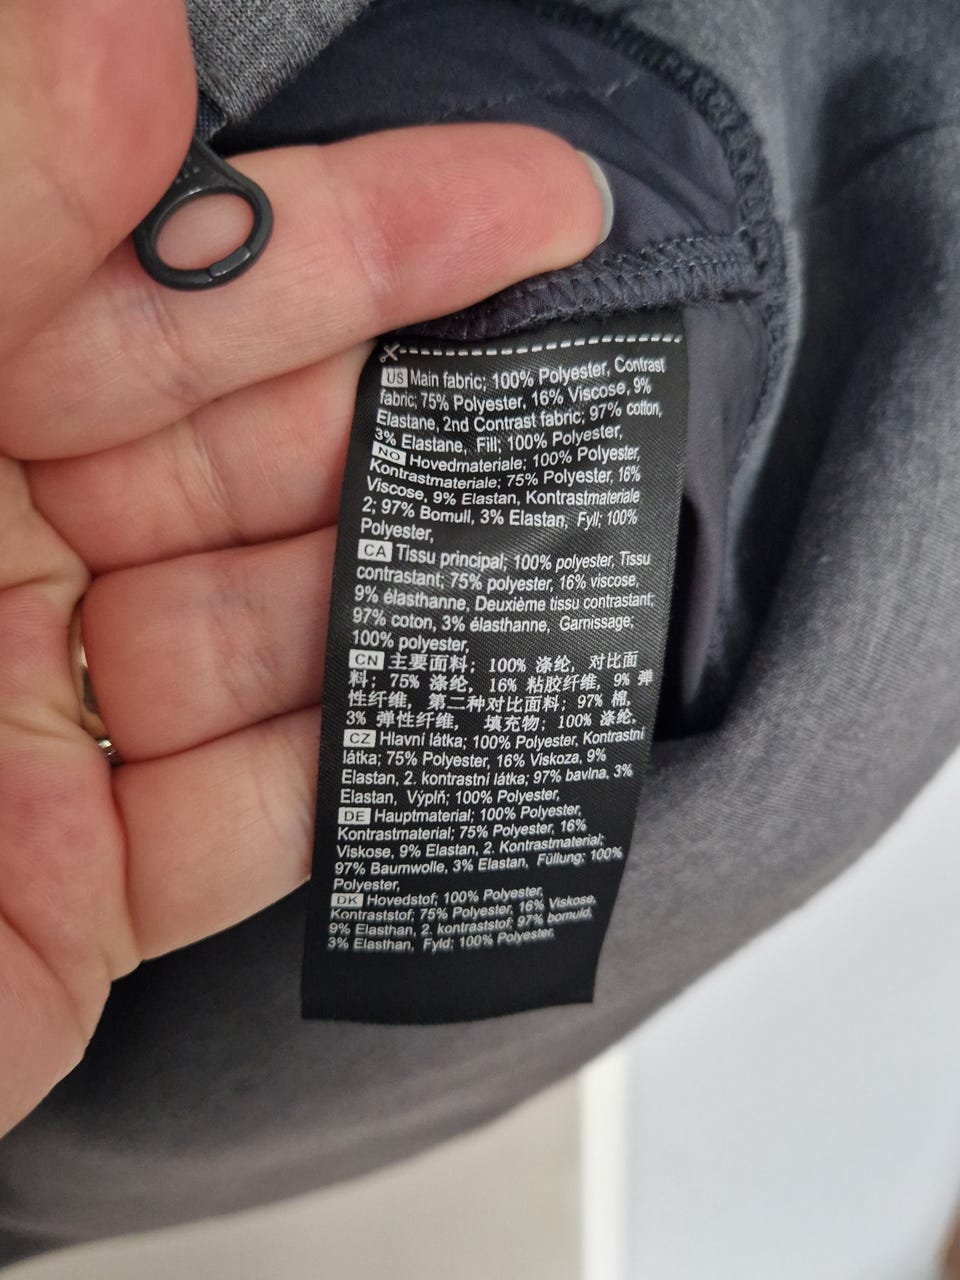 US Main fabric; 100% Polyester, Contrast
fabric; 75% Polyester, 16% Viscose, 9%
Elastane, 2nd Contrast fabric; 97% cotton,
3% Elastane, Fill; 100% Polyester,
NO Hovedmateriale; 100% Polyester,
Kontrastmateriale; 75% Polyester, 16%
Viscose, 9% Elastan, Kontrastmateriale
2; 97% Bomull, 3% Elastan, Fyll; 100%
Polyester,
CA Tissu principal; 100% polyester, Tissu
contrastant; 75% polyester, 16% viscose,
9% élasthanne, Deuxième tissu contrastant;
97% coton, 3% élasthanne, Garnissage;
100% polyester,
CN 主要面料; 100% 涤纶, 对比面
料; 75% 涤纶, 16% 粘胶纤维, 9% 弹
性纤维, 第二种对比面料; 97% 棉,
3% 弹性纤维, 填充物; 100% 涤纶,
CZ Hlavní látka; 100% Polyester, Kontrastní
látka; 75% Polyester, 16% Viskoza, 9%
Elastan, 2. kontrastní látka; 97% bavlna, 3%
Elastan, Výplň; 100% Polyester,
DE Hauptmaterial; 100% Polyester,
Kontrastmaterial; 75% Polyester, 16%
Viskose, 9% Elastan, 2. Kontrastmaterial;
97% Baumwolle, 3% Elastan, Füllung; 100%
Polyester,
DK Hovedstof; 100% Polyester,
Kontraststof; 75% Polyester, 16% Viskose,
9% Elasthan, 2. kontraststof; 97% bomuld,
3% Elasthan, Fyld; 100% Polyester.